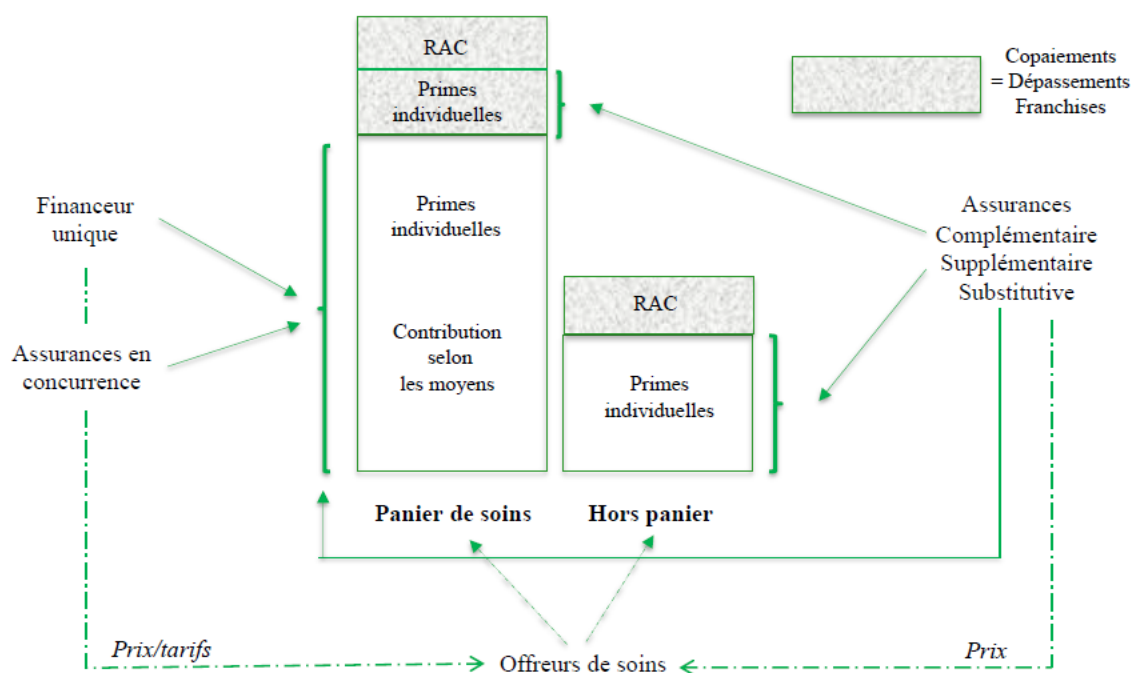 RAC
Primes
individuelles
Copaiements
= Dépassements
Franchises
Financeur
unique
Primes
individuelles
Assurances
Complémentaire
Supplémentaire
Substitutive
RAC
Assurances en
concurrence
Contribution
selon
les moyens
Primes
individuelles
Panier de soins
Hors panier
Prix/tarifs
Offreurs de soins
Prix